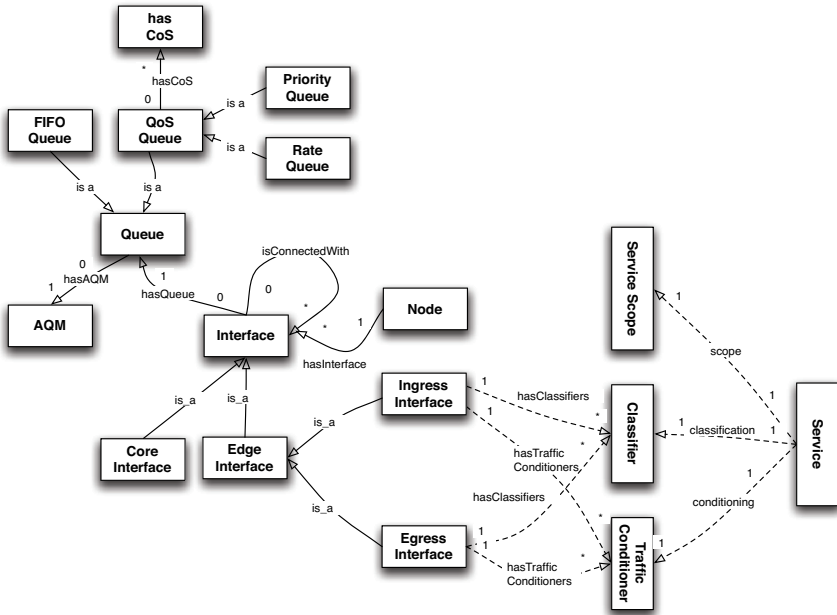 has
CoS
*
hasCoS
0
Priority
Queue
is a
FIFO
Queue
QoS
Queue
is a
Rate
Queue
is a
is a
Queue
isConnectedWith
0
hasAQM
1
1
hasQueue
0
0
*
AQM
Interface
*
1
Node
hasInterface
Service Scope
1
scope
is_a
is_a
Ingress
Interface
1
hasClassifiers
1
*
Classifier
1
classification
1
1
Service
Core
Interface
Edge
Interface
is_a
hasTraffic
Conditioners
*
1
hasClassifiers
conditioning
is_a
Egress
Interface
1
1
*
hasTraffic
Conditioners
*
Traffic
Conditioner
1